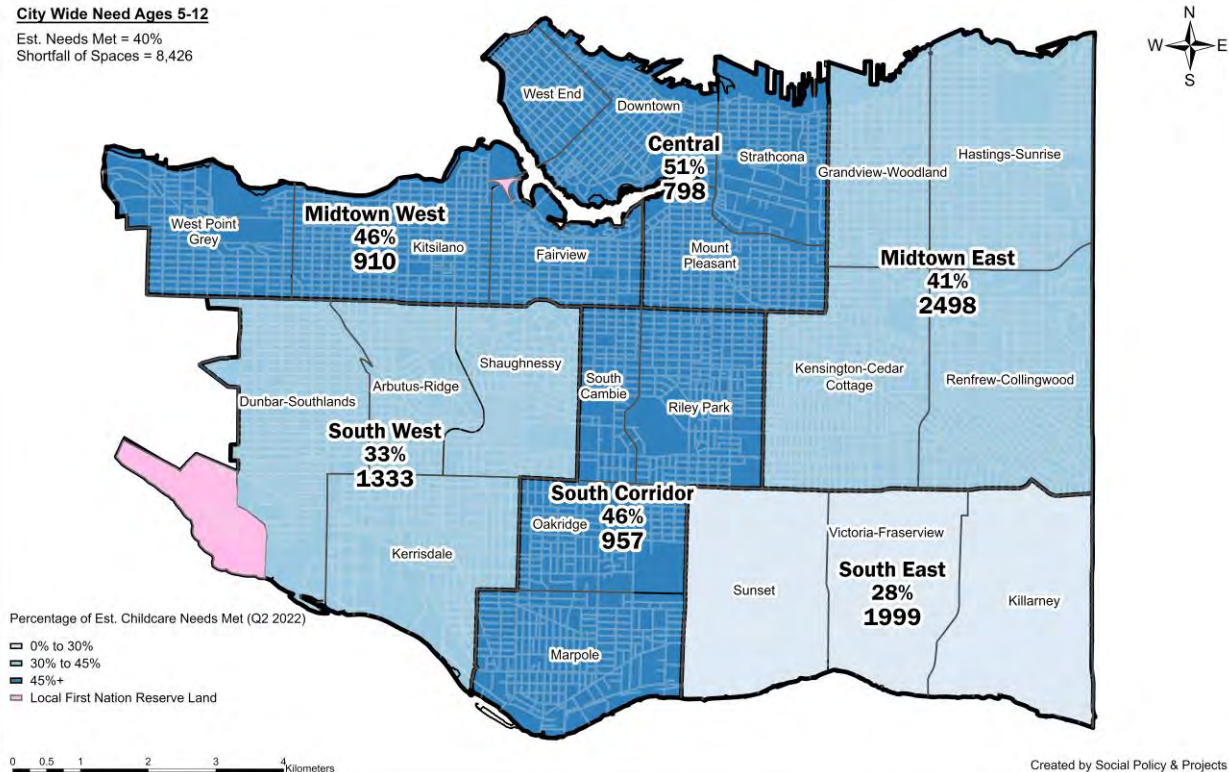 City Wide Need Ages 5-12
Est. Needs Met = 40%
Shortfall of Spaces = 8,426
N
W
E
S
West End
Downtown
Central
51%
798
Strathcona
Grandview-Woodland
Hastings-Sunrise
West Point
Grey
Midtown West
46%
910
Kitsilano
Fairview
Mount
Pleasant
Midtown East
41%
2498
Dunbar-Southlands
Arbutus-Ridge
Shaughnessy
South
Cambie
Riley Park
Kensington-Cedar
Cottage
Renfrew-Collingwood
South West
33%
1333
South Corridor
46%
957
Oakridge
Kerrisdale
Marpole
Sunset
Victoria-Fraserview
South East
28%
1999
Killarney
Percentage of Est. Childcare Needs Met (Q2 2022)
0% to 30%
30% to 45%
45%+
Local First Nation Reserve Land
0 0.5 1 2 3 4
Kilometers
Created by Social Policy & Projects